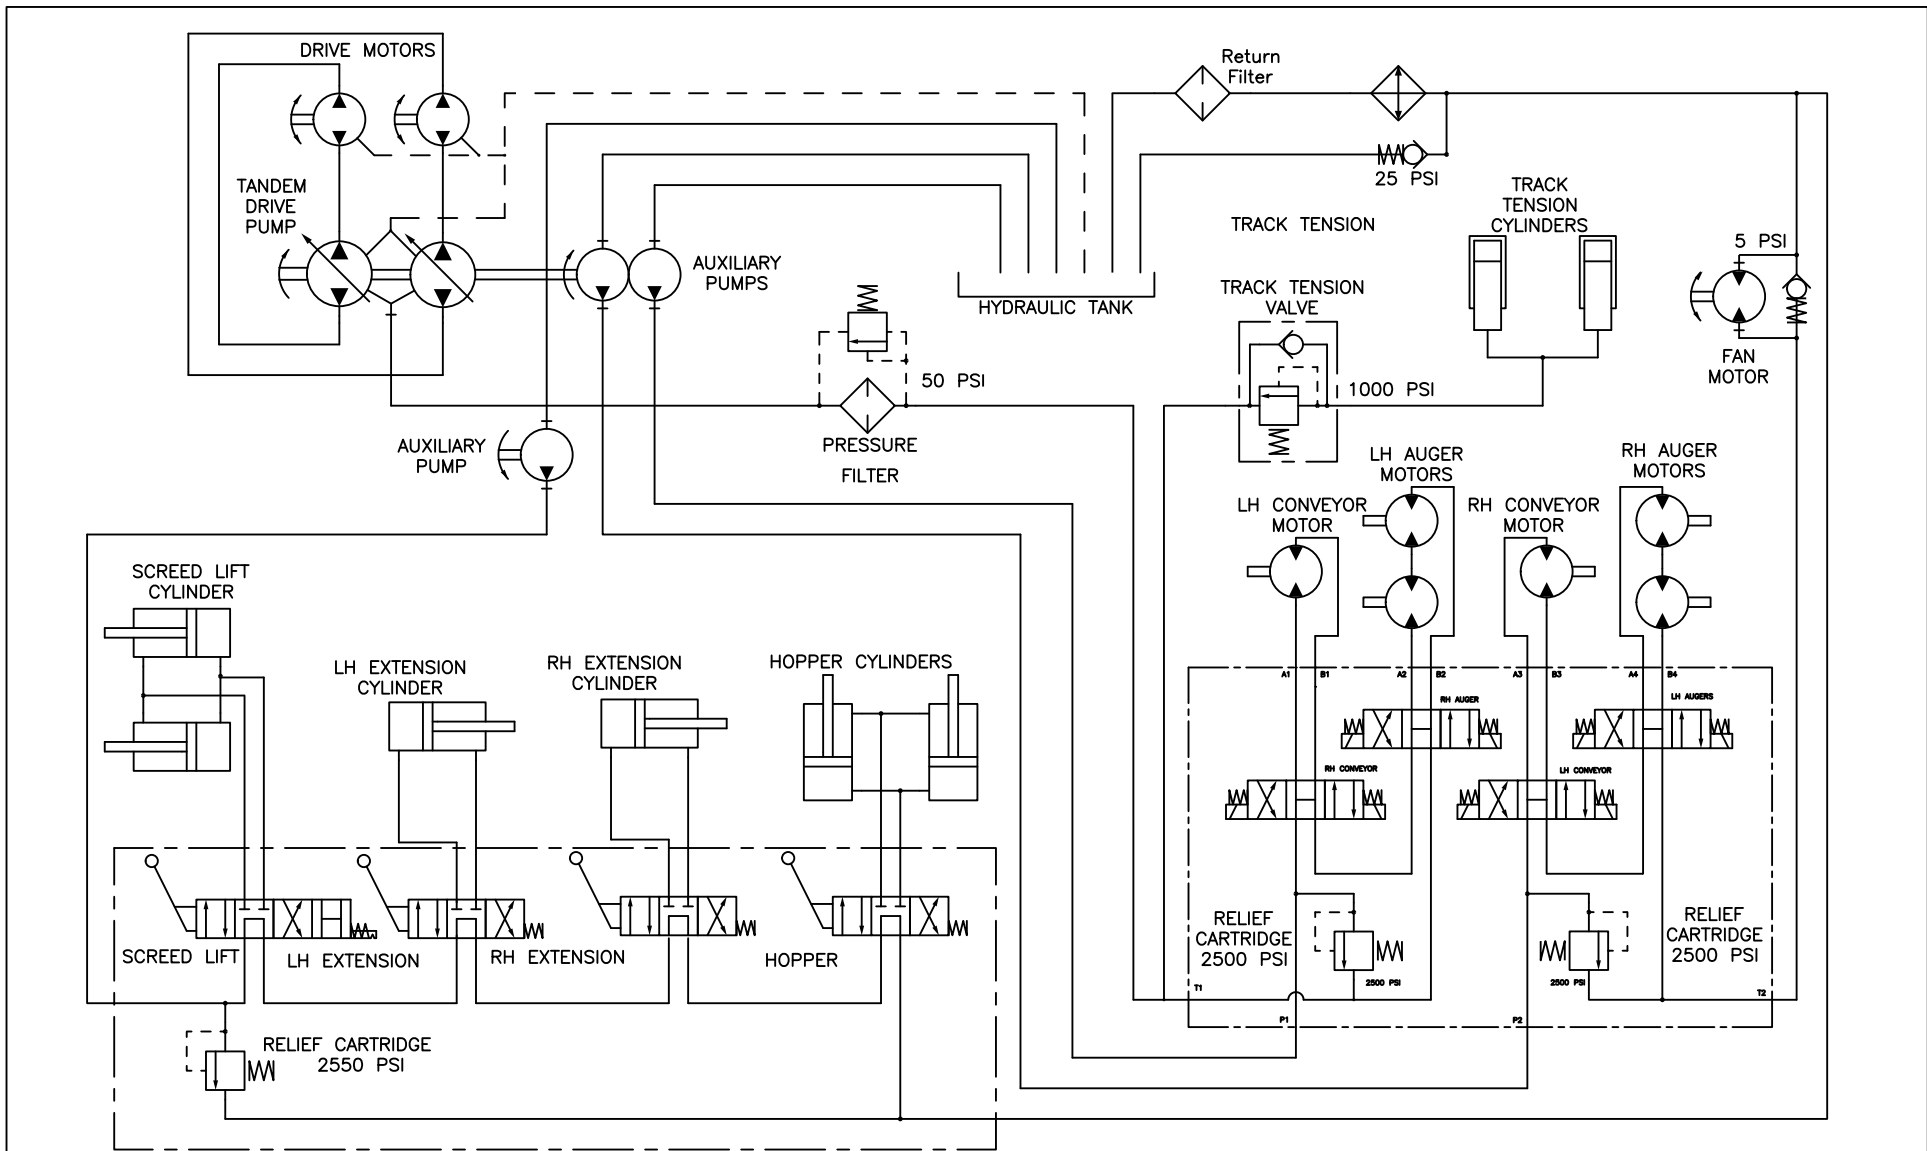 DRIVE MOTORS
Return
Filter
25 PSI
TANDEM
DRIVE
PUMP
TRACK
TENSION
CYLINDERS
TRACK TENSION
5 PSI
AUXILIARY
PUMPS
HYDRAULIC TANK
TRACK TENSION
VALVE
FAN
MOTOR
50 PSI
1000 PSI
AUXILIARY
PUMP
PRESSURE
FILTER
LH AUGER
MOTORS
RH AUGER
MOTORS
LH CONVEYOR
MOTOR
RH CONVEYOR
MOTOR
SCREED LIFT
CYLINDER
LH EXTENSION
CYLINDER
RH EXTENSION
CYLINDER
HOPPER CYLINDERS
A1
B1
A2
B2
A3
B3
A4
B4
RH AUGER
LH AUGERS
RH CONVEYOR
LH CONVEYOR
RELIEF
CARTRIDGE
2500 PSI
RELIEF
CARTRIDGE
2500 PSI
2500 PSI
2500 PSI
SCREED LIFT
LH EXTENSION
RH EXTENSION
HOPPER
T1
T2
P1
P2
RELIEF CARTRIDGE
2550 PSI